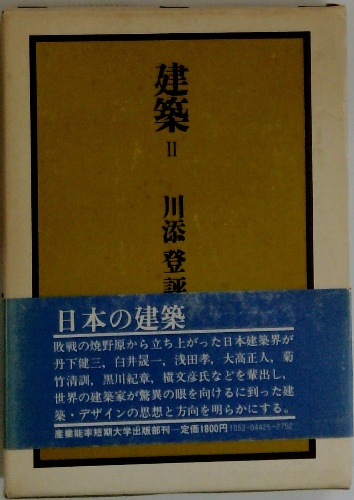 建築
II
川添登評
日本の建築
敗戦の焼野原から立ち上がった日本建築界が
丹下健三，白井晟一，浅田孝，大高正人，菊
竹清訓，黒川紀章，槇文彦氏などを輩出し，
世界の建築家が驚異の眼を向けるに到った建
築・デザインの思想と方向を明らかにする。
産業能率短期大学出版部刊—定価1800円 1052-04425-2792